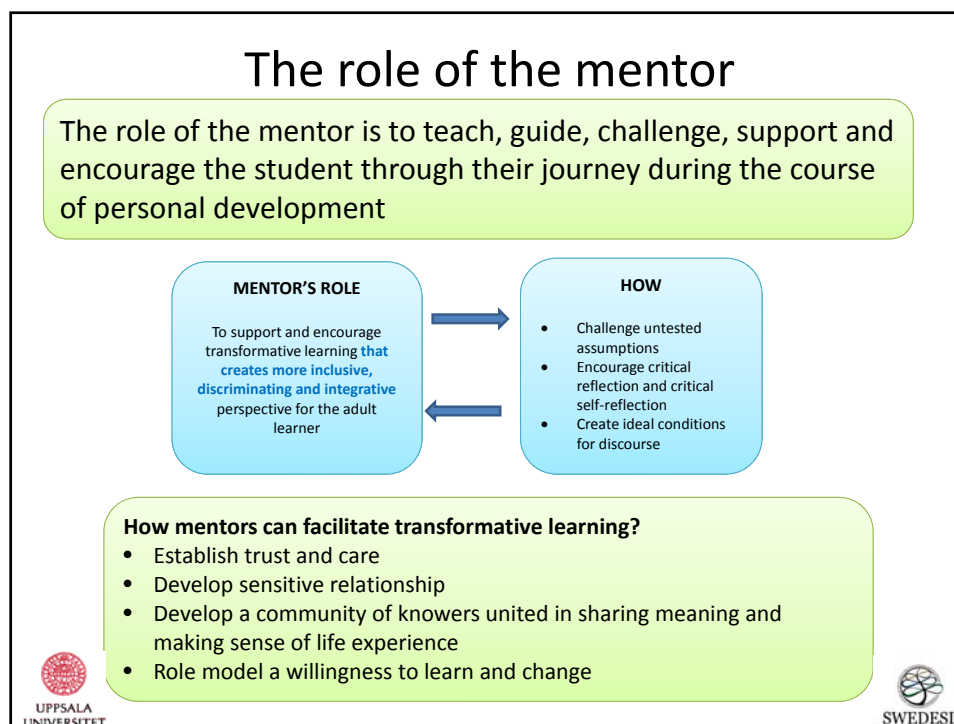 The role of the mentor
The role of the mentor is to teach, guide, challenge, support and
encourage the student through their journey during the course
of personal development
MENTOR’S ROLE
To support and encourage
transformative learning that
creates more inclusive,
discriminating and integrative
perspective for the adult
learner
HOW
• Challenge untested
assumptions
• Encourage critical
reflection and critical
self-reflection
• Create ideal conditions
for discourse
How mentors can facilitate transformative learning?
• Establish trust and care
• Develop sensitive relationship
• Develop a community of knowers united in sharing meaning and
making sense of life experience
• Role model a willingness to learn and change
UPPSALA
UNIVERSITET
SWEDESD